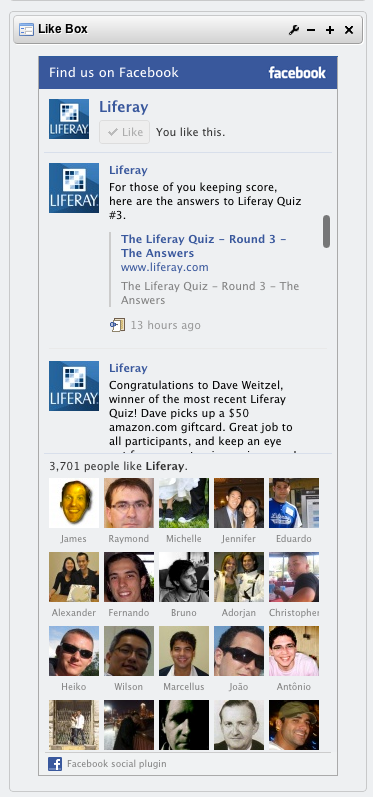 Like Box
Find us on Facebook
facebook
LIFERAY.
Liferay
Like
You like this.
LIFERAY.
Liferay
For those of you keeping score,
here are the answers to Liferay Quiz
#3.
The Liferay Quiz - Round 3 -
The Answers
www.liferay.com
The Liferay Quiz - Round 3 - The
Answers
13 hours ago
LIFERAY.
Liferay
Congratulations to Dave Weitzel,
winner of the most recent Liferay
Quiz! Dave picks up a $50
amazon.com giftcard. Great job to
all participants, and keep an eye
3,701 people like Liferay.
James Raymond Michelle Jennifer Eduardo
Alexander Fernando Bruno Adorjan Christopher
Heiko Wilson Marcellus João Antônio
Facebook social plugin